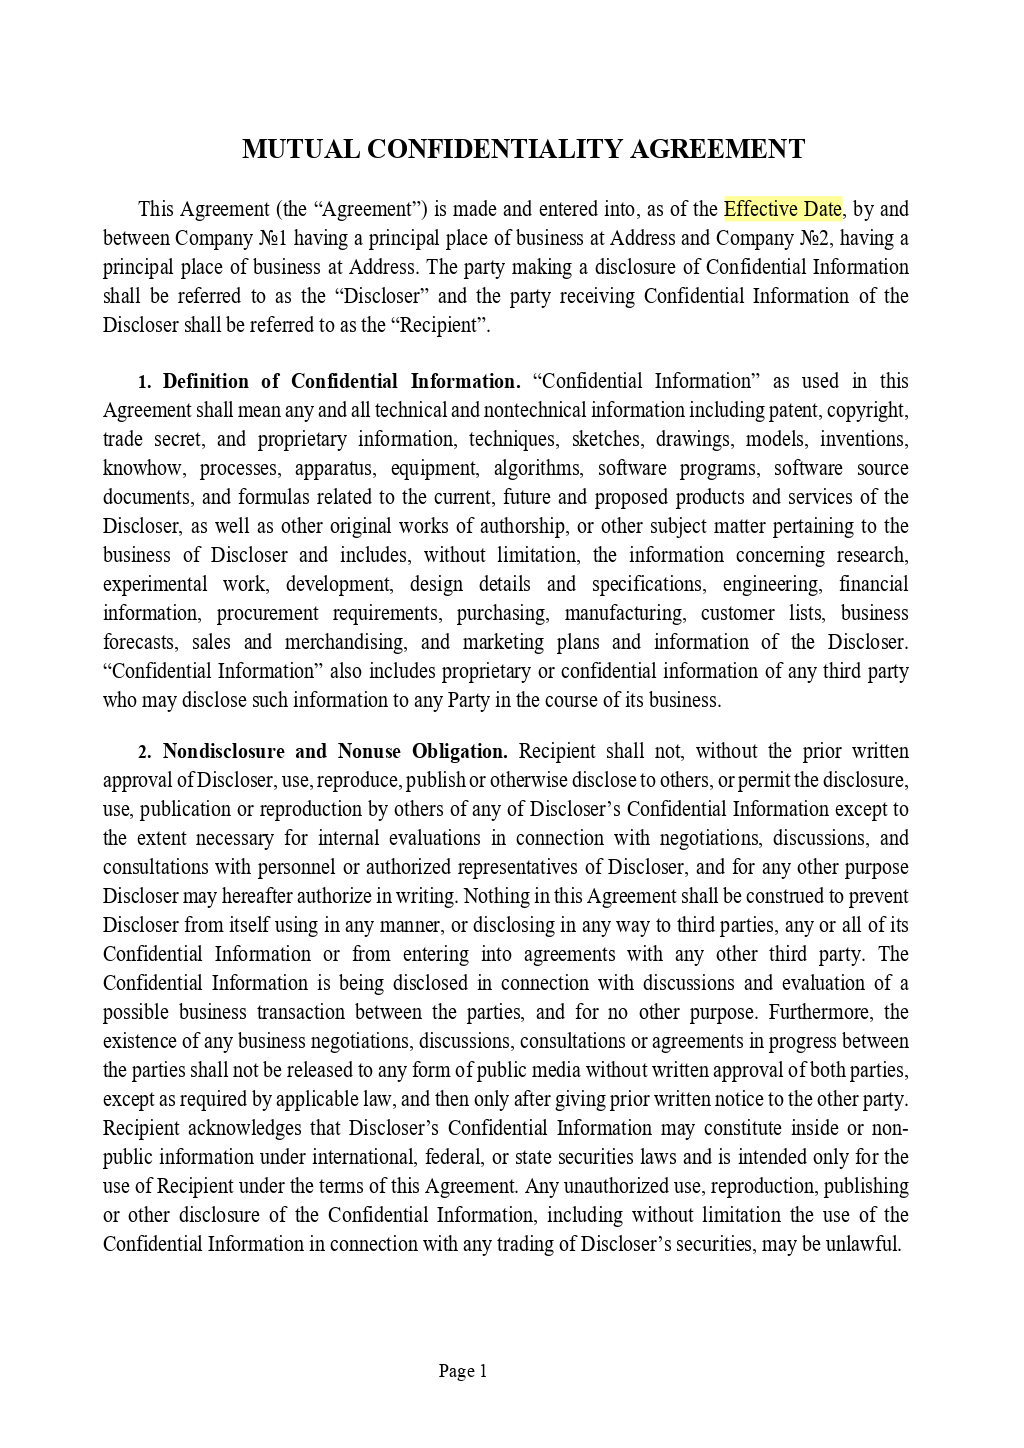 MUTUAL CONFIDENTIALITY AGREEMENT
This Agreement (the “Agreement”) is made and entered into, as of the Effective Date, by and
between Company №1 having a principal place of business at Address and Company №2, having a
principal place of business at Address. The party making a disclosure of Confidential Information
shall be referred to as the “Discloser” and the party receiving Confidential Information of the
Discloser shall be referred to as the “Recipient”.
1. Definition of Confidential Information. “Confidential Information” as used in this
Agreement shall mean any and all technical and nontechnical information including patent, copyright,
trade secret, and proprietary information, techniques, sketches, drawings, models, inventions,
knowhow, processes, apparatus, equipment, algorithms, software programs, software source
documents, and formulas related to the current, future and proposed products and services of the
Discloser, as well as other original works of authorship, or other subject matter pertaining to the
business of Discloser and includes, without limitation, the information concerning research,
experimental work, development, design details and specifications, engineering, financial
information, procurement requirements, purchasing, manufacturing, customer lists, business
forecasts, sales and merchandising, and marketing plans and information of the Discloser.
“Confidential Information” also includes proprietary or confidential information of any third party
who may disclose such information to any Party in the course of its business.
2. Nondisclosure and Nonuse Obligation. Recipient shall not, without the prior written
approval of Discloser, use, reproduce, publish or otherwise disclose to others, or permit the disclosure,
use, publication or reproduction by others of any of Discloser’s Confidential Information except to
the extent necessary for internal evaluations in connection with negotiations, discussions, and
consultations with personnel or authorized representatives of Discloser, and for any other purpose
Discloser may hereafter authorize in writing. Nothing in this Agreement shall be construed to prevent
Discloser from itself using in any manner, or disclosing in any way to third parties, any or all of its
Confidential Information or from entering into agreements with any other third party. The
Confidential Information is being disclosed in connection with discussions and evaluation of a
possible business transaction between the parties, and for no other purpose. Furthermore, the
existence of any business negotiations, discussions, consultations or agreements in progress between
the parties shall not be released to any form of public media without written approval of both parties,
except as required by applicable law, and then only after giving prior written notice to the other party.
Recipient acknowledges that Discloser’s Confidential Information may constitute inside or non-
public information under international, federal, or state securities laws and is intended only for the
use of Recipient under the terms of this Agreement. Any unauthorized use, reproduction, publishing
or other disclosure of the Confidential Information, including without limitation the use of the
Confidential Information in connection with any trading of Discloser’s securities, may be unlawful.
Page 1